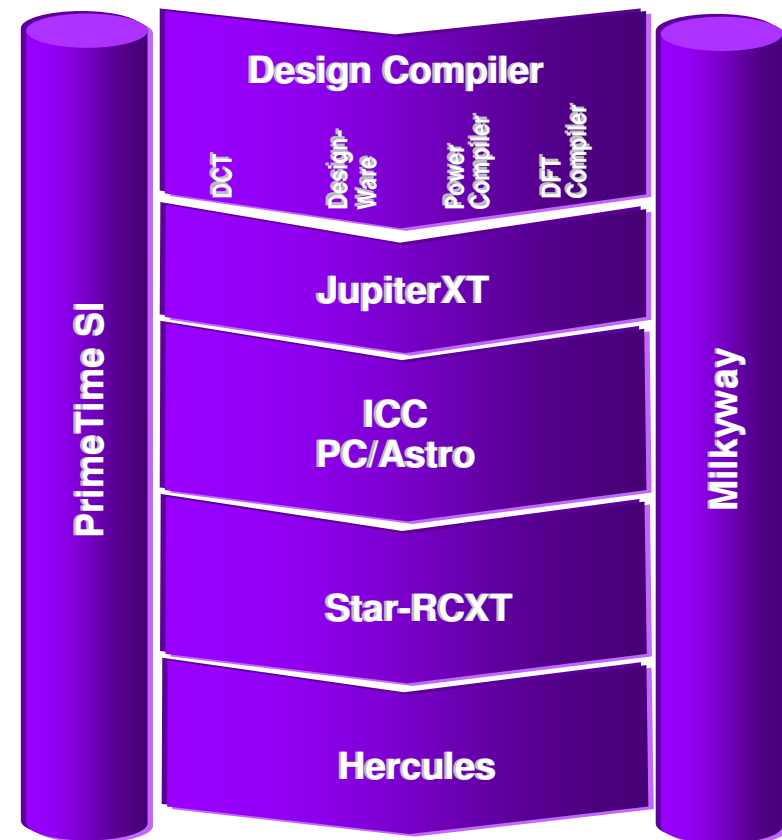 Design Compiler
DCT
Design-
Ware
Power
Compiler
DFT
Compiler
JupiterXT
ICC
PC/Astro
Star-RCXT
Hercules
PrimeTime SI
Milkyway